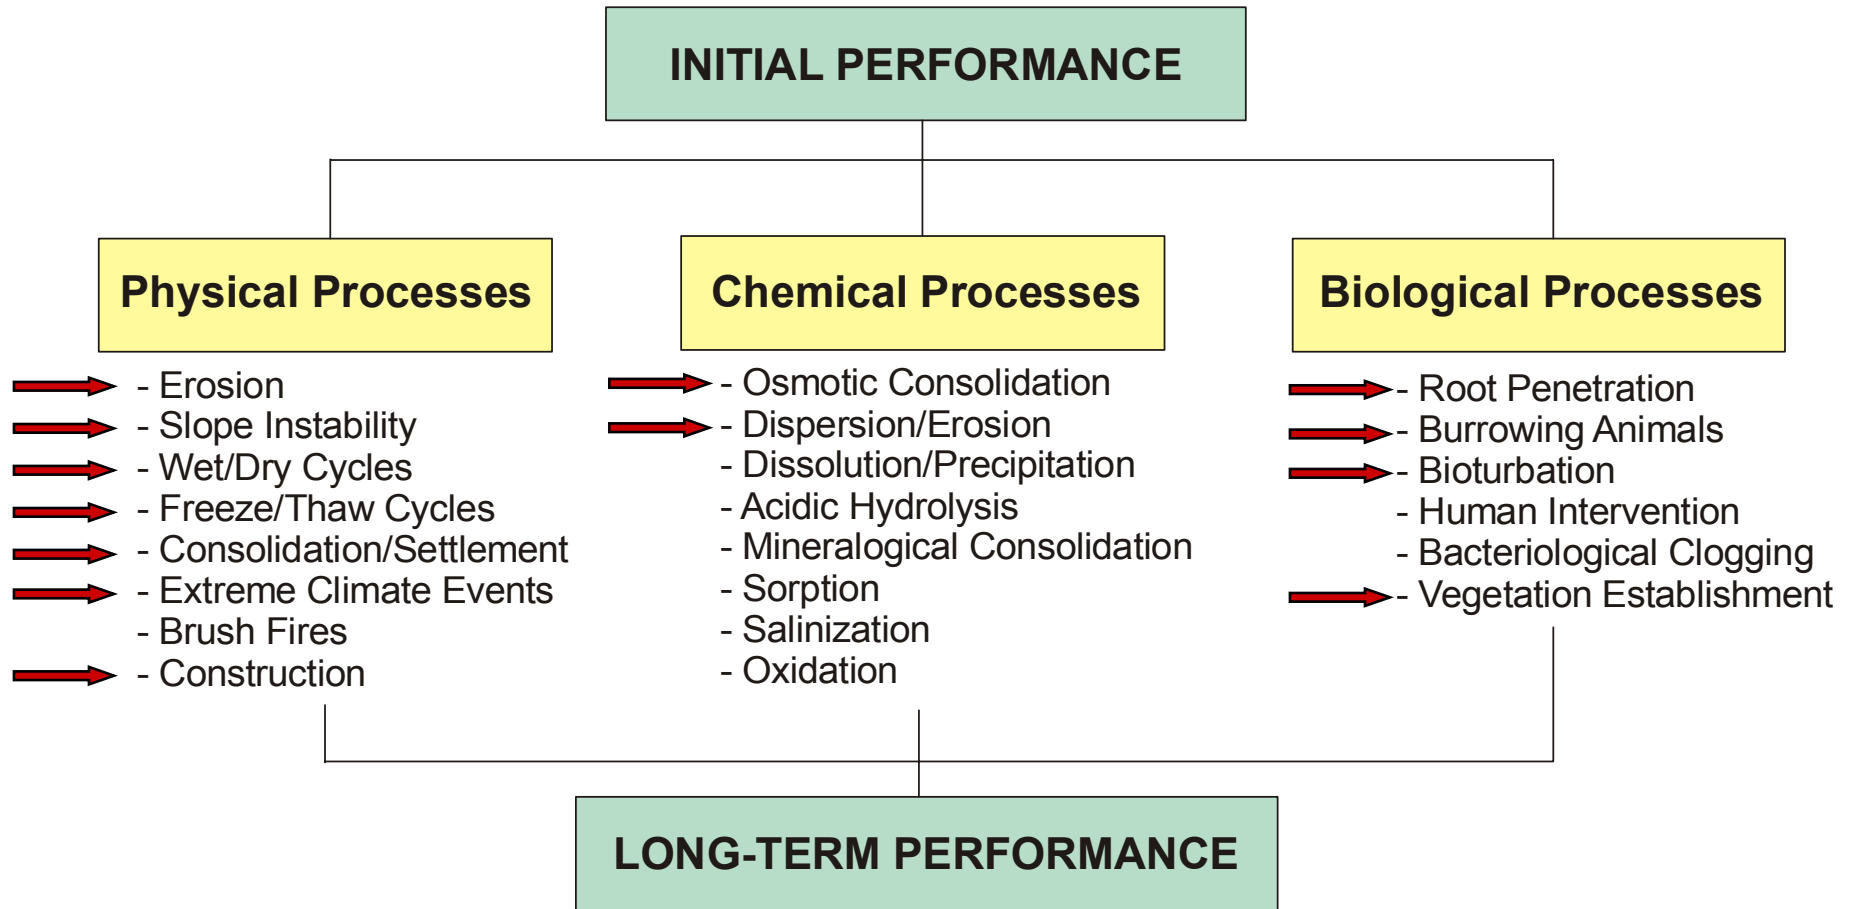 INITIAL PERFORMANCE
Physical Processes
- Erosion
- Slope Instability
- Wet/Dry Cycles
- Freeze/Thaw Cycles
- Consolidation/Settlement
- Extreme Climate Events
- Brush Fires
- Construction
Chemical Processes
- Osmotic Consolidation
- Dispersion/Erosion
- Dissolution/Precipitation
- Acidic Hydrolysis
- Mineralogical Consolidation
- Sorption
- Salinization
- Oxidation
Biological Processes
- Root Penetration
- Burrowing Animals
- Bioturbation
- Human Intervention
- Bacteriological Clogging
- Vegetation Establishment
LONG-TERM PERFORMANCE